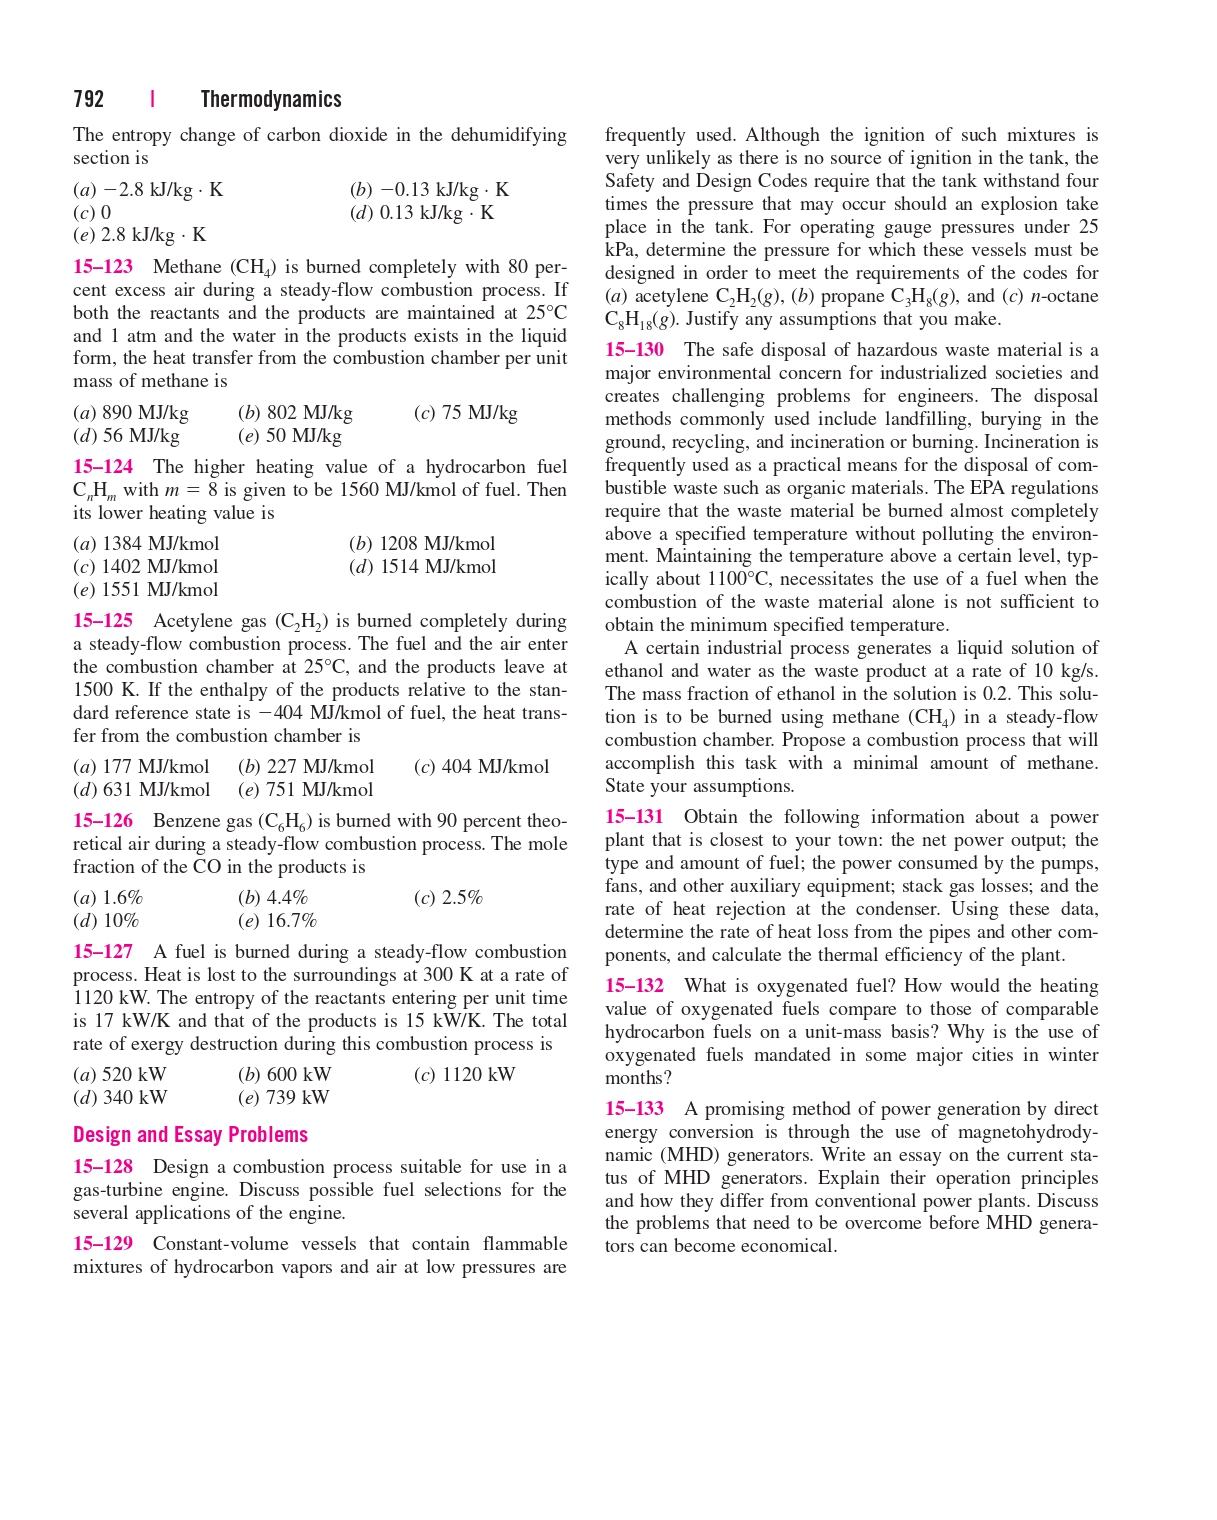 792 | Thermodynamics
The entropy change of carbon dioxide in the dehumidifying
section is
(a) −2.8 kJ/kg · K (b) −0.13 kJ/kg · K
(c) 0 (d) 0.13 kJ/kg · K
(e) 2.8 kJ/kg · K
15–123 Methane (CH₄) is burned completely with 80 per-
cent excess air during a steady-flow combustion process. If
both the reactants and the products are maintained at 25°C
and 1 atm and the water in the products exists in the liquid
form, the heat transfer from the combustion chamber per unit
mass of methane is
(a) 890 MJ/kg (b) 802 MJ/kg (c) 75 MJ/kg
(d) 56 MJ/kg (e) 50 MJ/kg
15–124 The higher heating value of a hydrocarbon fuel
CₙHₘ with m = 8 is given to be 1560 MJ/kmol of fuel. Then
its lower heating value is
(a) 1384 MJ/kmol (b) 1208 MJ/kmol
(c) 1402 MJ/kmol (d) 1514 MJ/kmol
(e) 1551 MJ/kmol
15–125 Acetylene gas (C₂H₂) is burned completely during
a steady-flow combustion process. The fuel and the air enter
the combustion chamber at 25°C, and the products leave at
1500 K. If the enthalpy of the products relative to the stan-
dard reference state is −404 MJ/kmol of fuel, the heat trans-
fer from the combustion chamber is
(a) 177 MJ/kmol (b) 227 MJ/kmol (c) 404 MJ/kmol
(d) 631 MJ/kmol (e) 751 MJ/kmol
15–126 Benzene gas (C₆H₆) is burned with 90 percent theo-
retical air during a steady-flow combustion process. The mole
fraction of the CO in the products is
(a) 1.6% (b) 4.4% (c) 2.5%
(d) 10% (e) 16.7%
15–127 A fuel is burned during a steady-flow combustion
process. Heat is lost to the surroundings at 300 K at a rate of
1120 kW. The entropy of the reactants entering per unit time
is 17 kW/K and that of the products is 15 kW/K. The total
rate of exergy destruction during this combustion process is
(a) 520 kW (b) 600 kW (c) 1120 kW
(d) 340 kW (e) 739 kW
Design and Essay Problems
15–128 Design a combustion process suitable for use in a
gas-turbine engine. Discuss possible fuel selections for the
several applications of the engine.
15–129 Constant-volume vessels that contain flammable
mixtures of hydrocarbon vapors and air at low pressures are
frequently used. Although the ignition of such mixtures is
very unlikely as there is no source of ignition in the tank, the
Safety and Design Codes require that the tank withstand four
times the pressure that may occur should an explosion take
place in the tank. For operating gauge pressures under 25
kPa, determine the pressure for which these vessels must be
designed in order to meet the requirements of the codes for
(a) acetylene C₂H₂(g), (b) propane C₃H₈(g), and (c) n-octane
C₈H₁₈(g). Justify any assumptions that you make.
15–130 The safe disposal of hazardous waste material is a
major environmental concern for industrialized societies and
creates challenging problems for engineers. The disposal
methods commonly used include landfilling, burying in the
ground, recycling, and incineration or burning. Incineration is
frequently used as a practical means for the disposal of com-
bustible waste such as organic materials. The EPA regulations
require that the waste material be burned almost completely
above a specified temperature without polluting the environ-
ment. Maintaining the temperature above a certain level, typ-
ically about 1100°C, necessitates the use of a fuel when the
combustion of the waste material alone is not sufficient to
obtain the minimum specified temperature.
A certain industrial process generates a liquid solution of
ethanol and water as the waste product at a rate of 10 kg/s.
The mass fraction of ethanol in the solution is 0.2. This solu-
tion is to be burned using methane (CH₄) in a steady-flow
combustion chamber. Propose a combustion process that will
accomplish this task with a minimal amount of methane.
State your assumptions.
15–131 Obtain the following information about a power
plant that is closest to your town: the net power output; the
type and amount of fuel; the power consumed by the pumps,
fans, and other auxiliary equipment; stack gas losses; and the
rate of heat rejection at the condenser. Using these data,
determine the rate of heat loss from the pipes and other com-
ponents, and calculate the thermal efficiency of the plant.
15–132 What is oxygenated fuel? How would the heating
value of oxygenated fuels compare to those of comparable
hydrocarbon fuels on a unit-mass basis? Why is the use of
oxygenated fuels mandated in some major cities in winter
months?
15–133 A promising method of power generation by direct
energy conversion is through the use of magnetohydrody-
namic (MHD) generators. Write an essay on the current sta-
tus of MHD generators. Explain their operation principles
and how they differ from conventional power plants. Discuss
the problems that need to be overcome before MHD genera-
tors can become economical.